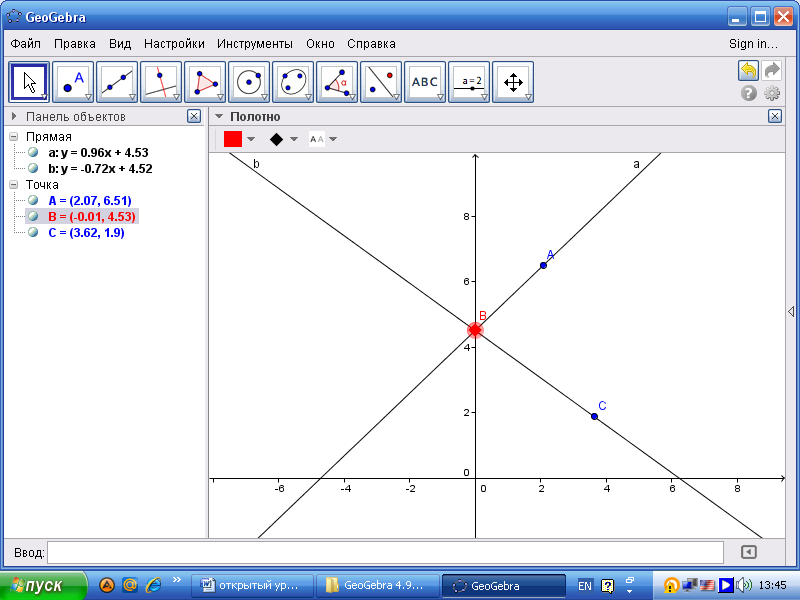 GeoGebra
Файл Правка Вид Настройки Инструменты Окно Справка Sign in...
A α ABC a=2
Панель объектов
Полотно
A A
Прямая
a: y = 0.96x + 4.53
b: y = -0.72x + 4.52
Точка
A = (2.07, 6.51)
B = (-0.01, 4.53)
C = (3.62, 1.9)
b a
8
A
6
B
4
C
2
0
-6 -4 -2 0 2 4 6 8
Ввод:
пуск открытый ур... GeoGebra 4.9... GeoGebra EN 13:45